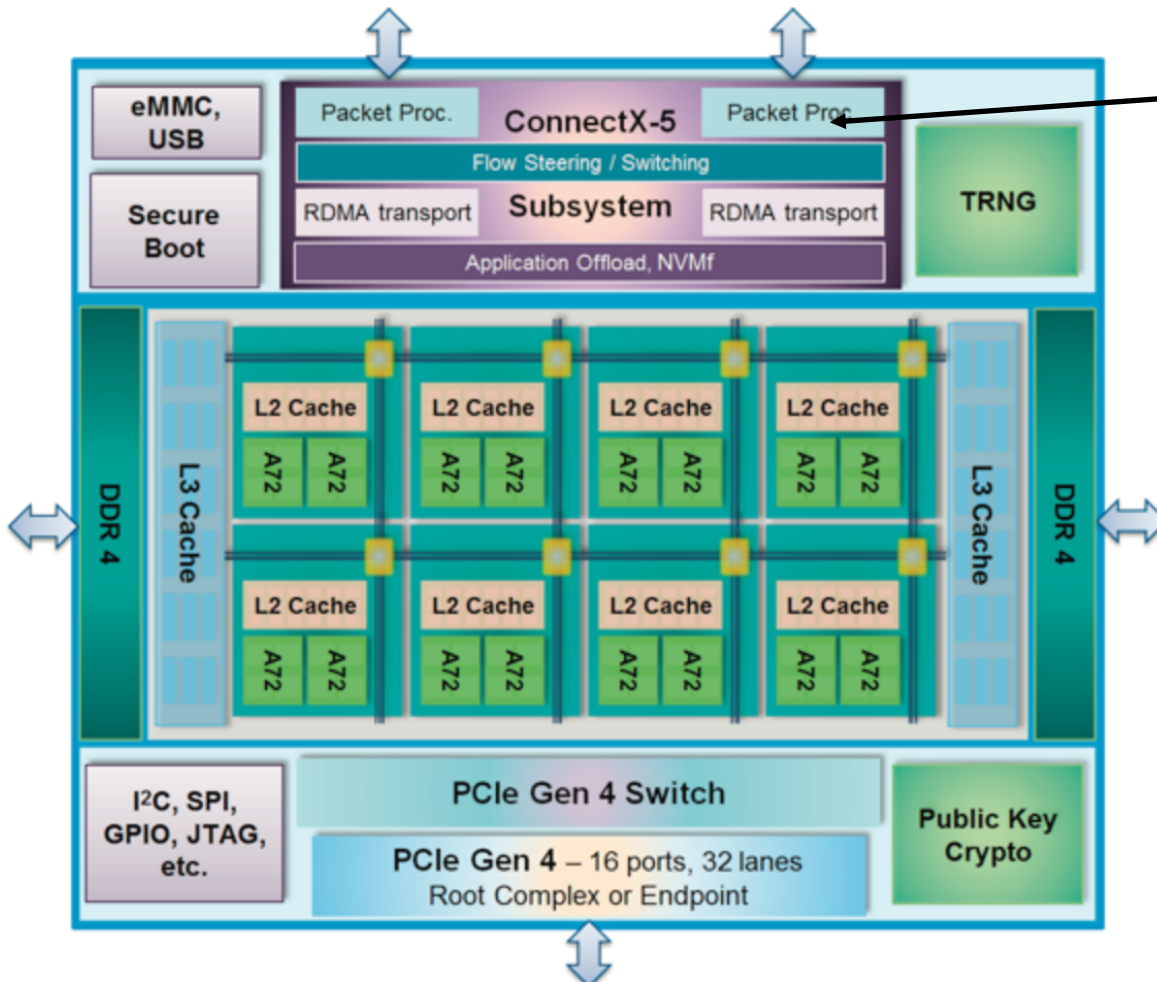 eMMC,
USB
Secure
Boot
Packet Proc.
ConnectX-5
Packet Proc
Flow Steering / Switching
RDMA transport
Subsystem
RDMA transport
Application Offload, NVMf
TRNG
DDR 4
L3 Cache
L2 Cache
A72
A72
L2 Cache
A72
A72
L2 Cache
A72
A72
L2 Cache
A72
A72
L2 Cache
A72
A72
L2 Cache
A72
A72
L2 Cache
A72
A72
L2 Cache
A72
A72
L3 Cache
DDR 4
I²C, SPI,
GPIO, JTAG,
etc.
PCIe Gen 4 Switch
PCIe Gen 4 – 16 ports, 32 lanes
Root Complex or Endpoint
Public Key
Crypto